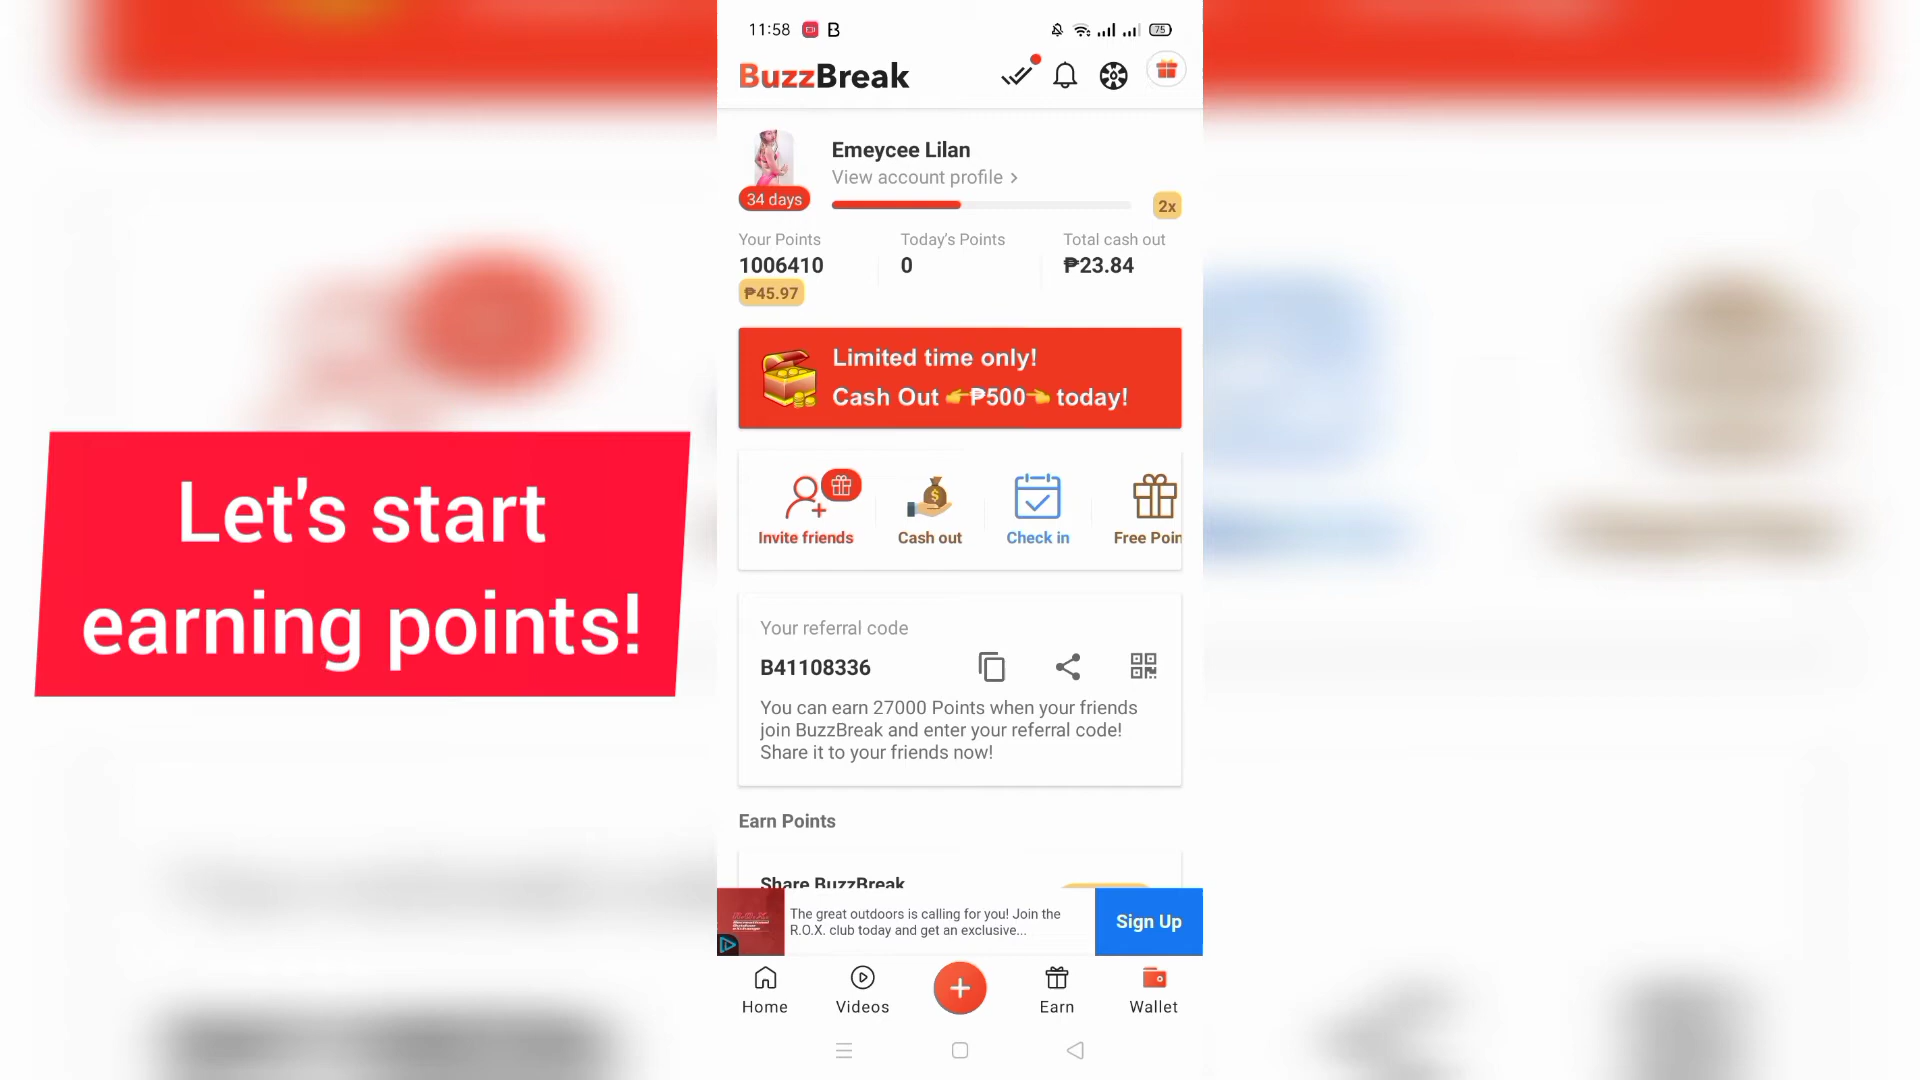 11:58
75
BuzzBreak
Emeycee Lilan
View account profile >
34 days
2x
Your Points
Today's Points
Total cash out
1006410
0
₱23.84
₱45.97
Limited time only!
Cash Out 👉₱500👈 today!
Let's start
earning points!
Invite friends
Cash out
Check in
Free Poin
Your referral code
B41108336
You can earn 27000 Points when your friends
join BuzzBreak and enter your referral code!
Share it to your friends now!
Earn Points
Share BuzzBreak
The great outdoors is calling for you! Join the
R.O.X. club today and get an exclusive...
Sign Up
Home
Videos
Earn
Wallet